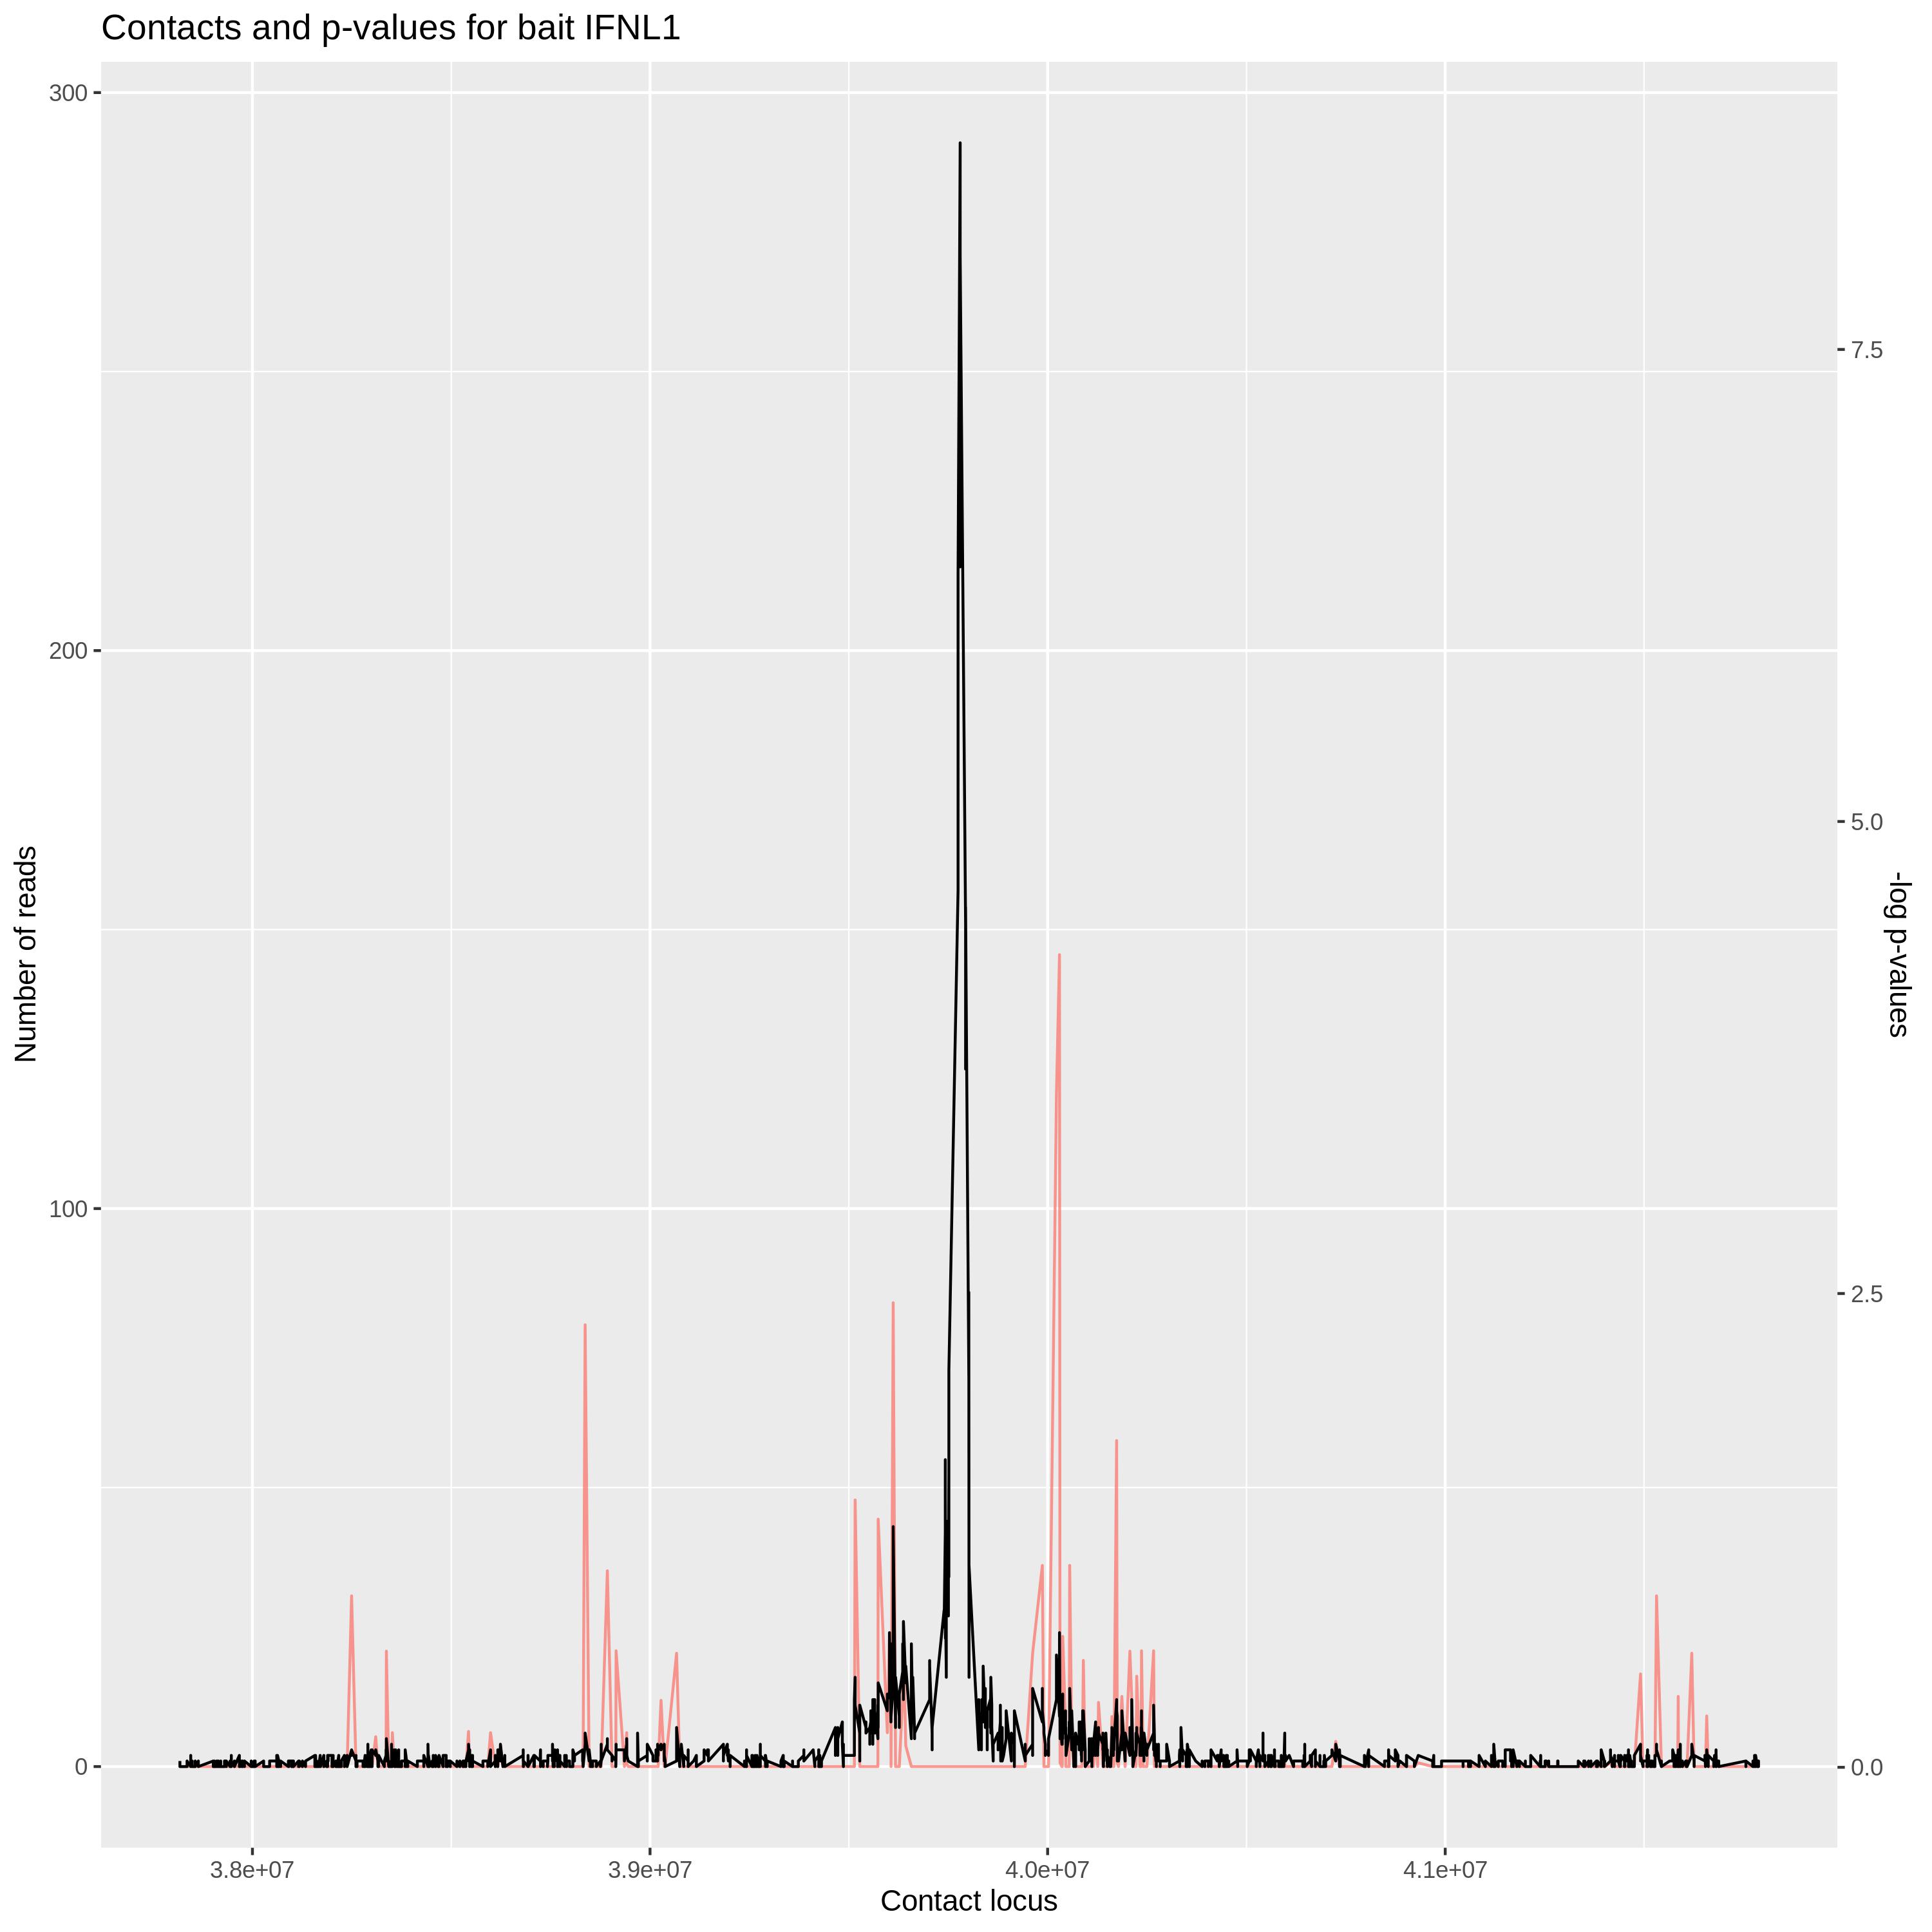 Contacts and p-values for bait IFNL1
300
200
100
0
7.5
5.0
2.5
0.0
Number of reads
-log p-values
3.8e+07
3.9e+07
4.0e+07
4.1e+07
Contact locus